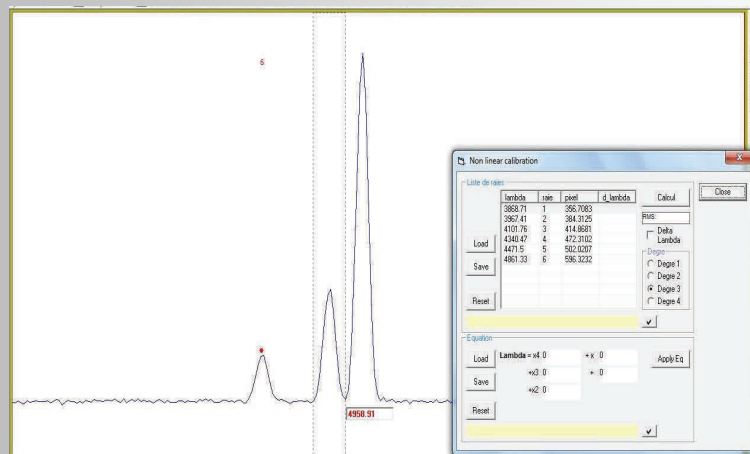 6
4958.91
Non linear calibration
X
Liste de raies
lambda raie pixel d_lambda
3868.71 1 356.7083
3967.41 2 384.3125
4101.76 3 414.8681
4340.47 4 472.3102
4471.5 5 502.0207
4861.33 6 596.3232
Load
Save
Reset
Calcul
RMS:
Delta
Lambda
Degre
Degre 1
Degre 2
Degre 3
Degre 4
Close
Equation
Load
Save
Reset
Lambda = x4 0 + x 0
+x3 0 + 0
+x2 0
Apply Eq